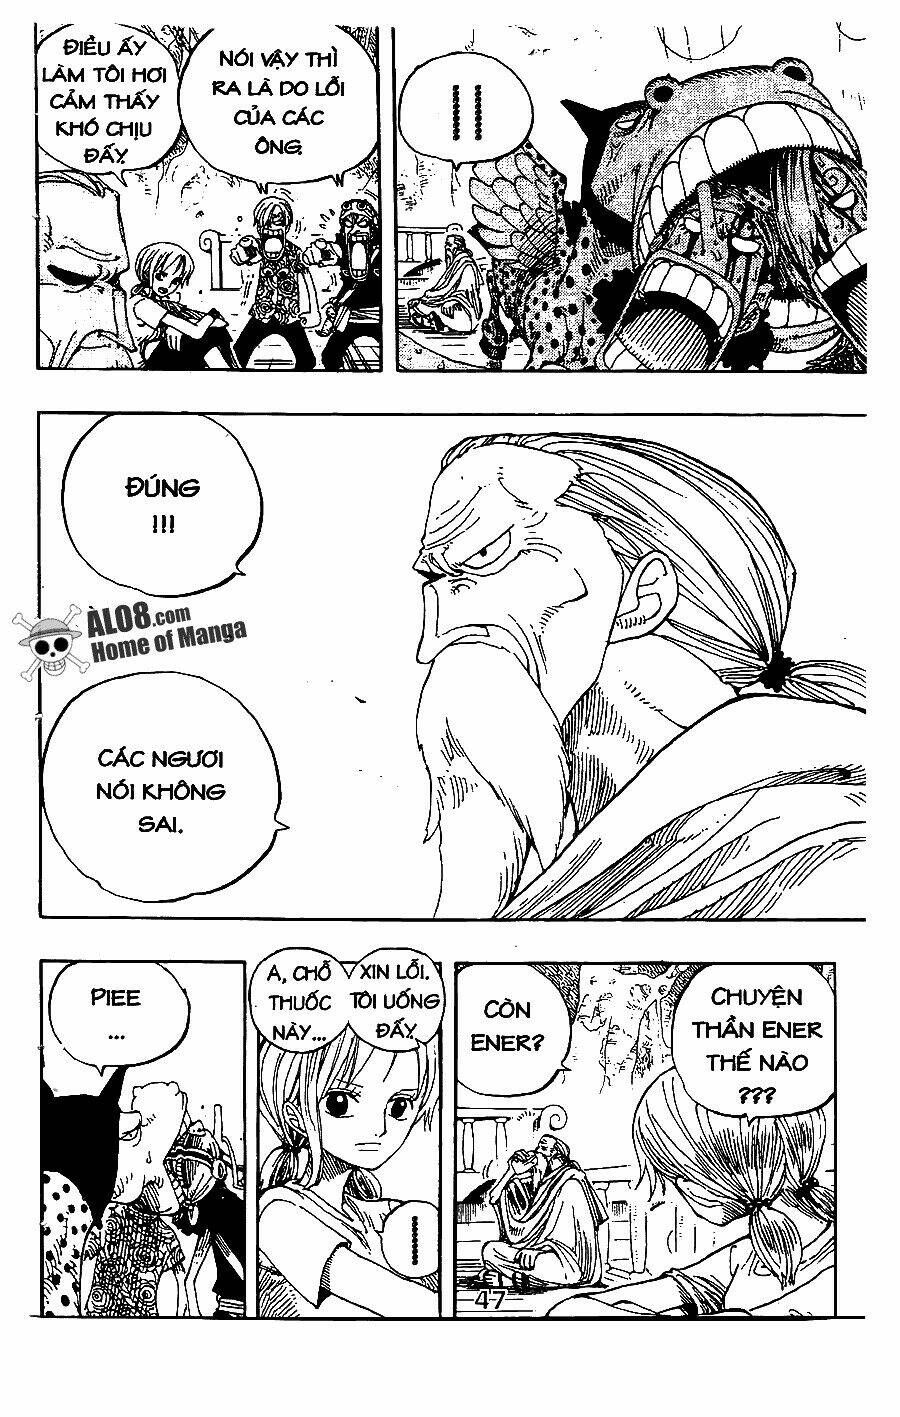 ĐIỀU ẤY
LÀM TÔI HƠI
CẢM THẤY
KHÓ CHỊU
ĐẤY.
NÓI VẬY THÌ
RA LÀ DO LỖI
CỦA CÁC
ÔNG.
!!
ĐÚNG
!!!
ÀLO8.com
Home of Manga
CÁC NGƯƠI
NÓI KHÔNG
SAI.
PIEE
...
A, CHỖ
THUỐC
NÀY...
XIN LỖI.
TÔI UỐNG
ĐẤY.
CÒN
ENER?
CHUYỆN
THẦN ENER
THẾ NÀO
???
47